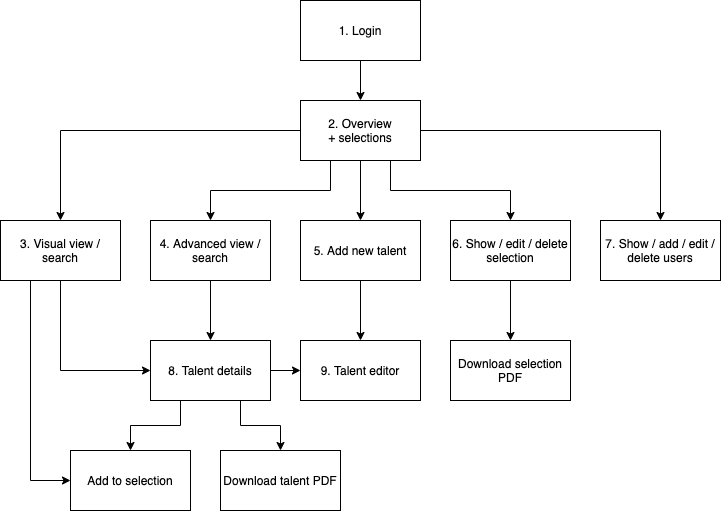 1. Login
2. Overview
+ selections
3. Visual view /
search
4. Advanced view /
search
5. Add new talent
6. Show / edit / delete
selection
7. Show / add / edit /
delete users
8. Talent details
9. Talent editor
Download selection
PDF
Add to selection
Download talent PDF